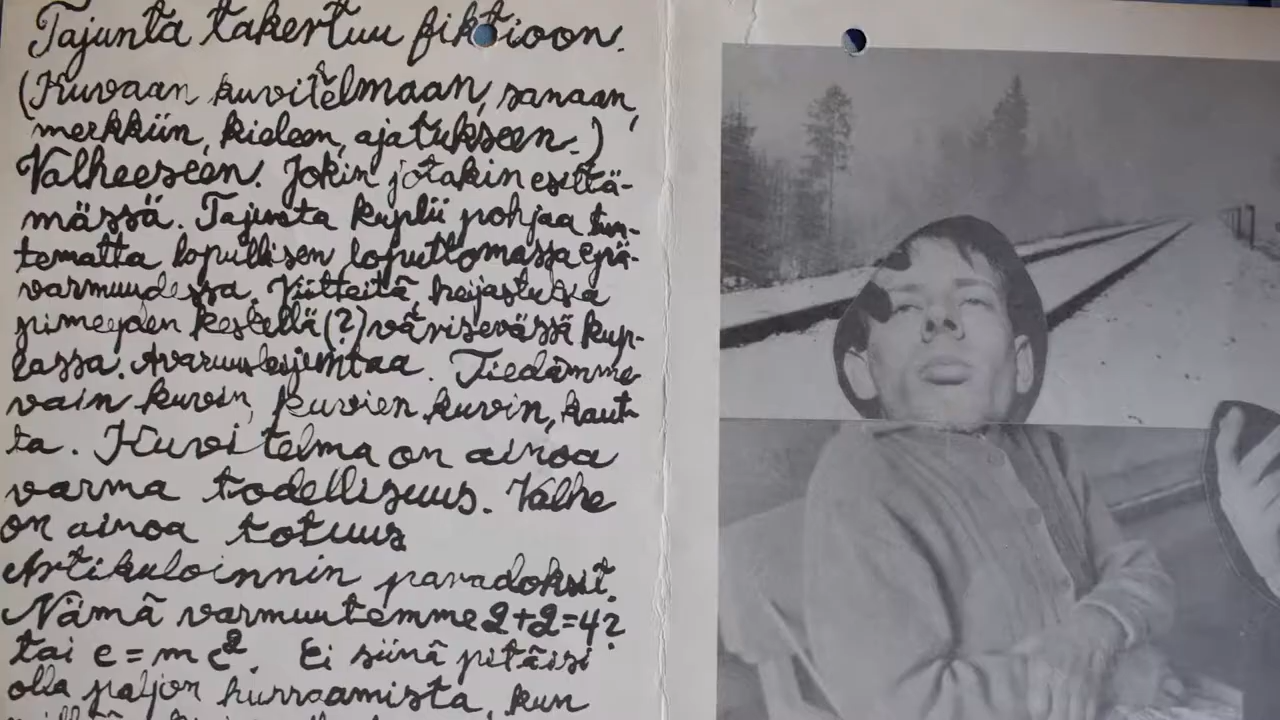 Tajunta takertuu fiktioon.
(Kuvaan kuvitelmaan, sanaan,
merkkiin, kieleen, ajatukseen.)
Valheeseen. Jokin jotakin esittä-
mässä. Tajunta kuplii pohjaa tun-
tematta lopullisen loputtomassa epä-
varmuudessa. Viitteitä, heijastuksia
pimeyden keskellä (?) värisevässä kup-
lassa. Tiedämme
vain kuvin, kuvien kuvin, kaut-
ta. Kuvitelma on ainoa
varma todellisuus. Valhe
on ainoa totuus
Artikuloinnin paradoksit.
Nämä varmuutemme 2+2=4?
tai e=mc². Ei siinä pitäisi
olla paljon hurraamista, kun